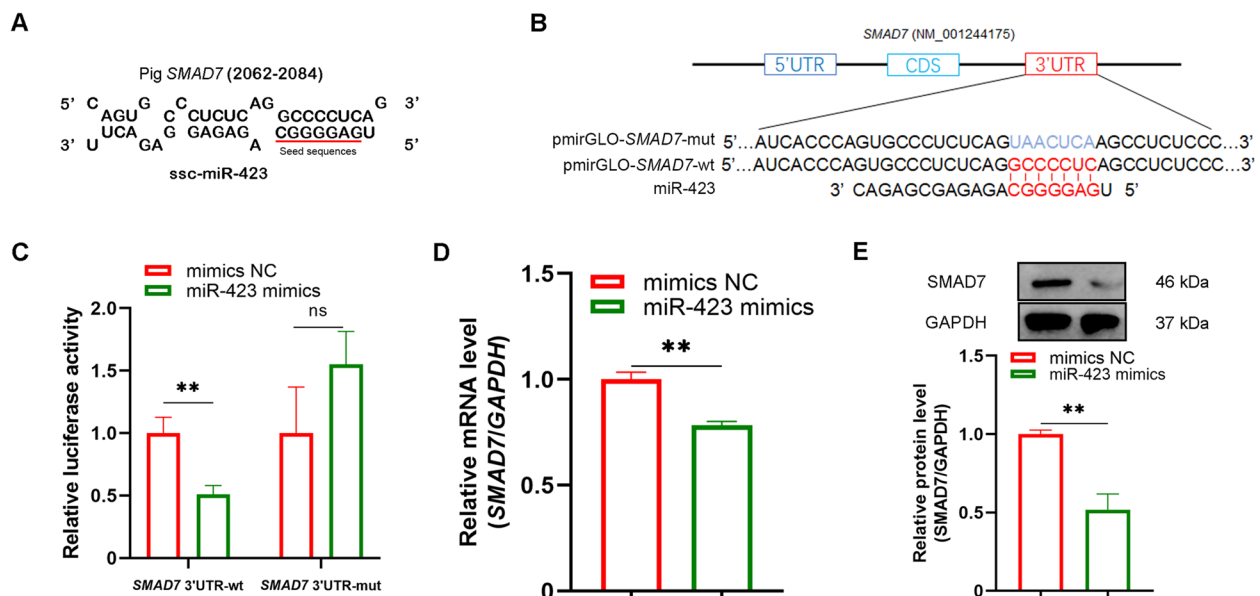 A
Pig SMAD7 (2062-2084)
5’ C AGU G C CUCUC AG GCCCCUCA G 3’
3’ U ACUU GA G GAGAG A CGGGGAGU 5’
Seed sequences
ssc-miR-423
B
SMAD7 (NM_001244175)
5'UTR CDS 3'UTR
pmirGLO-SMAD7-mut 5’...AUCACCCAGUGCCCUCUCAGUAACUCAAGCCUCUCCC...3’
pmirGLO-SMAD7-wt 5’...AUCACCCAGUGCCCUCUCAGGCCCCUCAGCCUCUCCC...3’
miR-423 3’ CAGAGCGAGAGACGGGGAGU 5’
C
mimics NC
miR-423 mimics
Relative luciferase activity
2.0
1.5
1.0
0.5
0
**
ns
SMAD7 3'UTR-wt SMAD7 3'UTR-mut
D
mimics NC
miR-423 mimics
Relative mRNA level
(SMAD7/GAPDH)
1.5
1.0
0.5
0
**
E
SMAD7 46 kDa
GAPDH 37 kDa
mimics NC
miR-423 mimics
Relative protein level
(SMAD7/GAPDH)
1.5
1.0
0.5
0
**